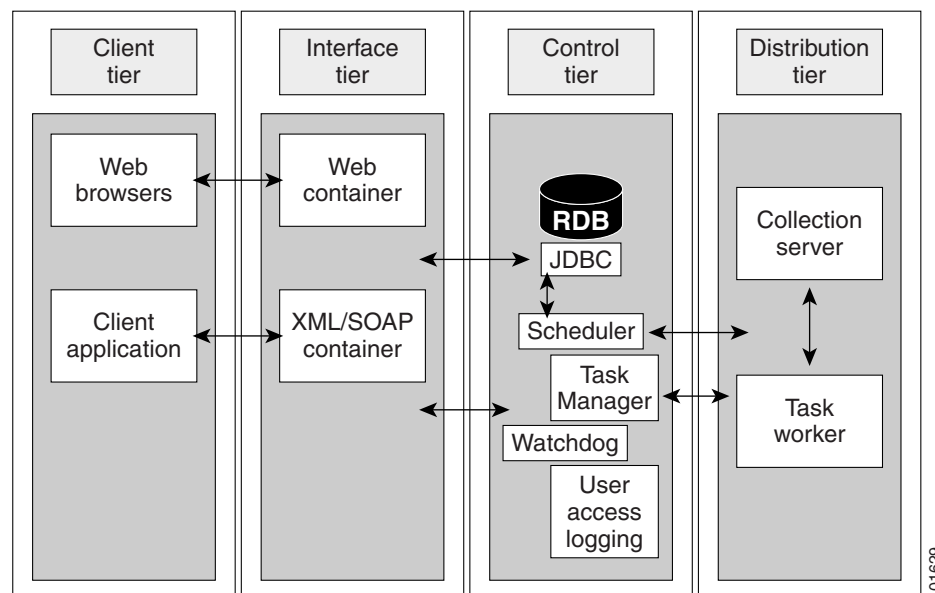 Client
tier
Interface
tier
Control
tier
Distribution
tier
Web
browsers
Client
application
Web
container
XML/SOAP
container
RDB
JDBC
Scheduler
Task
Manager
Watchdog
User
access
logging
Collection
server
Task
worker
01629